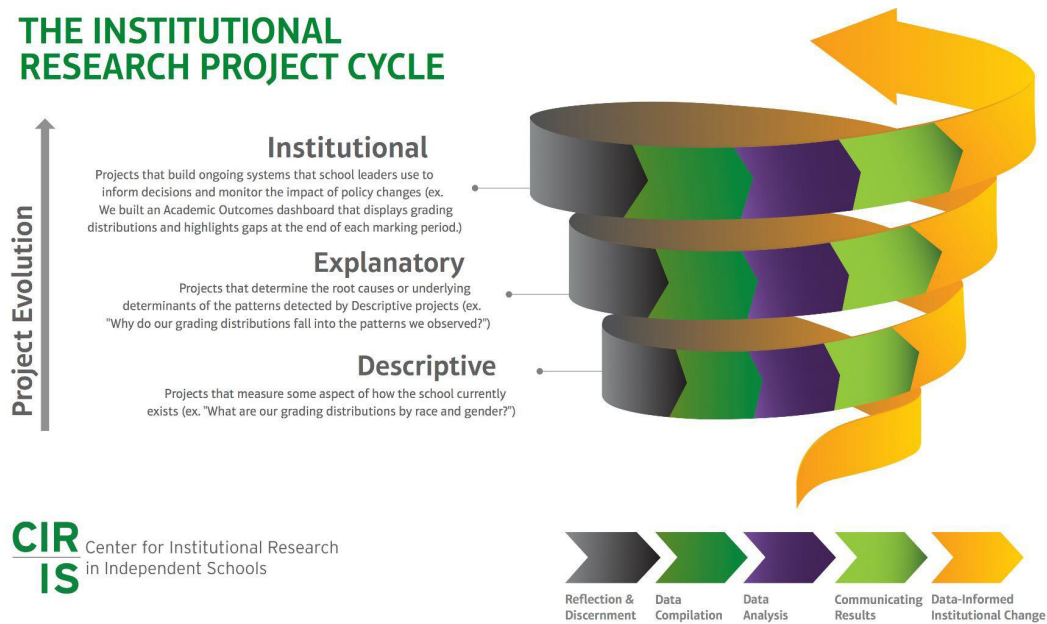 THE INSTITUTIONAL
RESEARCH PROJECT CYCLE
Project Evolution
Institutional
Projects that build ongoing systems that school leaders use to
inform decisions and monitor the impact of policy changes (ex.
We built an Academic Outcomes dashboard that displays grading
distributions and highlights gaps at the end of each marking period.)
Explanatory
Projects that determine the root causes or underlying
determinants of the patterns detected by Descriptive projects (ex.
"Why do our grading distributions fall into the patterns we observed?")
Descriptive
Projects that measure some aspect of how the school currently
exists (ex. "What are our grading distributions by race and gender?")
CIR
IS
Center for Institutional Research
in Independent Schools
Reflection &
Discernment
Data
Compilation
Data
Analysis
Communicating
Results
Data-Informed
Institutional Change